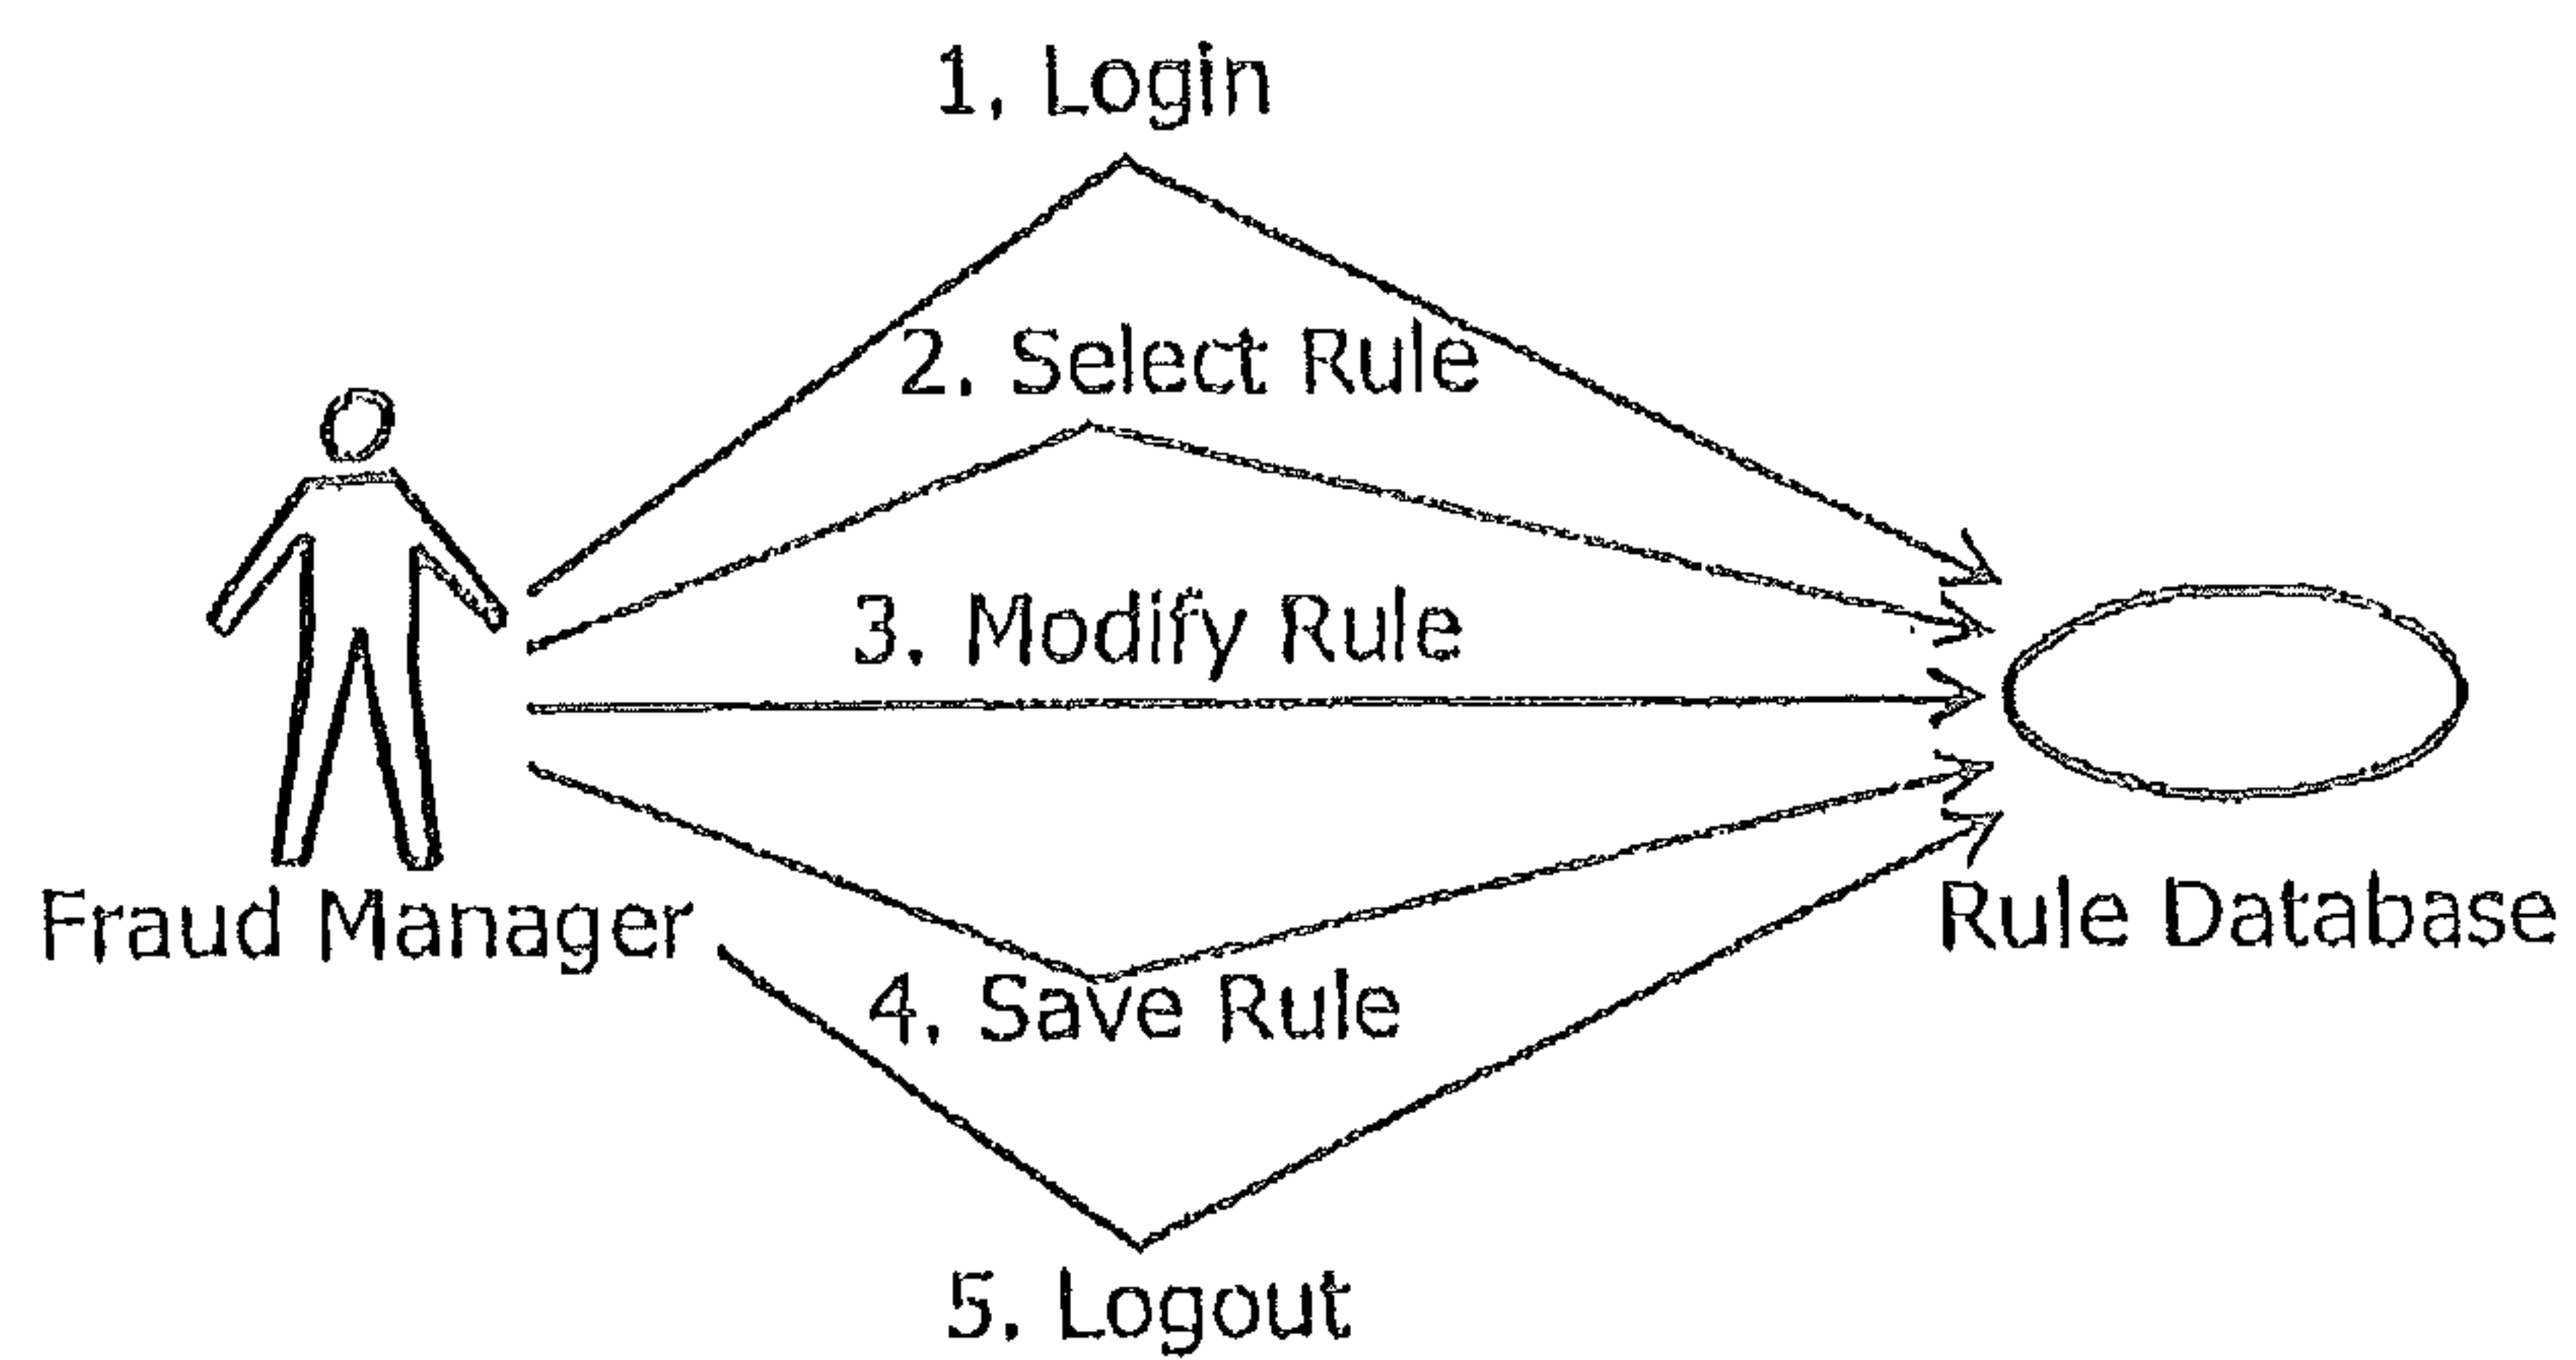 1. Login
2. Select Rule
3. Modify Rule
Fraud Manager
Rule Database
4. Save Rule
5. Logout